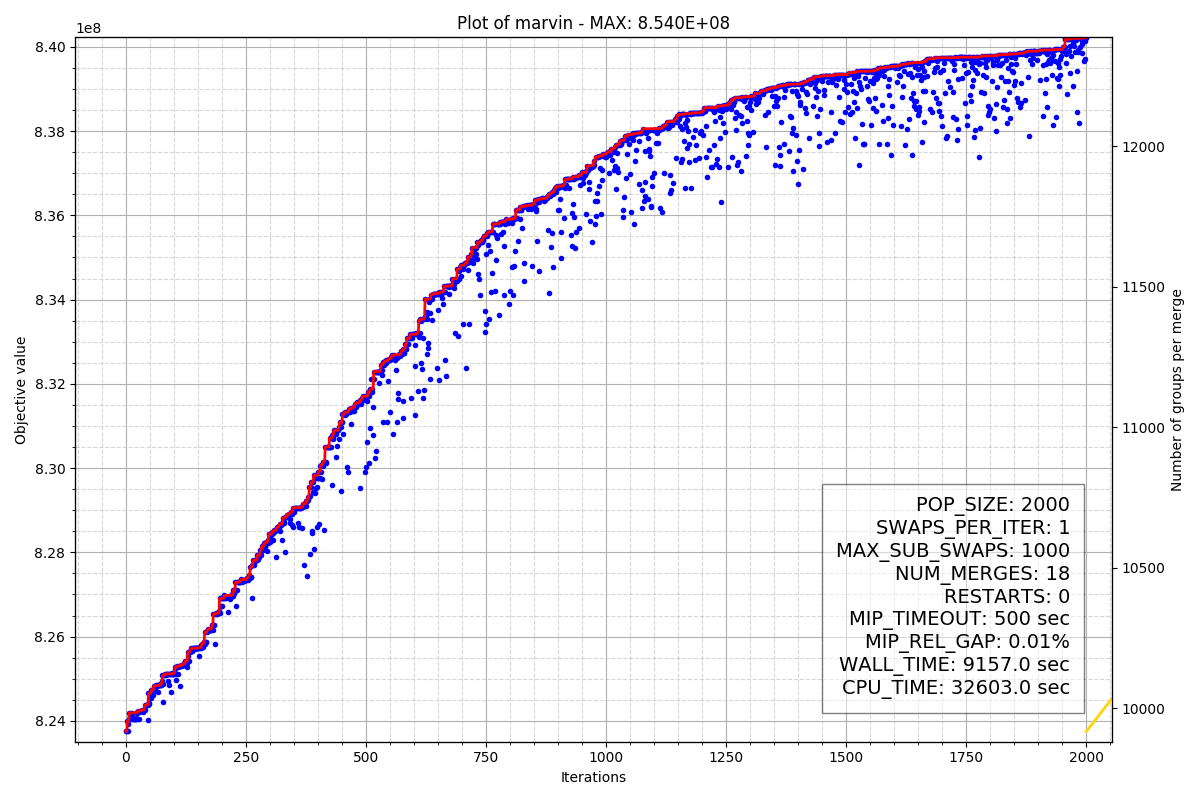 Plot of marvin - MAX: 8.540E+08
1e8
8.40
8.38
8.36
8.34
8.32
8.30
8.28
8.26
8.24
Objective value
12000
11500
11000
10500
10000
Number of groups per merge
POP_SIZE: 2000
SWAPS_PER_ITER: 1
MAX_SUB_SWAPS: 1000
NUM_MERGES: 18
RESTARTS: 0
MIP_TIMEOUT: 500 sec
MIP_REL_GAP: 0.01%
WALL_TIME: 9157.0 sec
CPU_TIME: 32603.0 sec
0 250 500 750 1000 1250 1500 1750 2000
Iterations